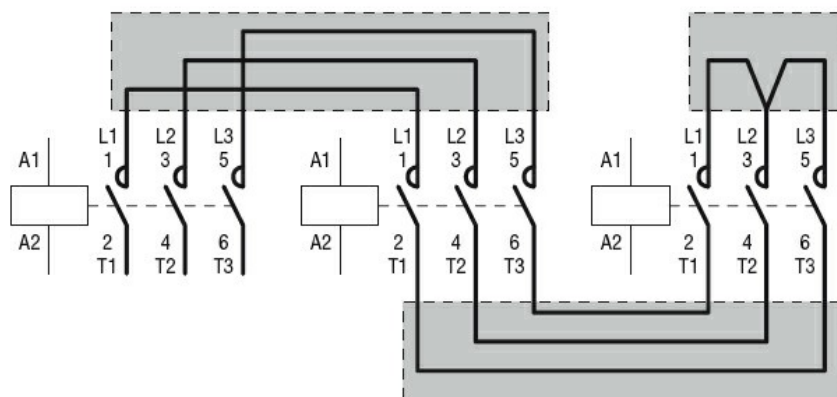 L1 L2 L3 L1 L2 L3 L1 L2 L3
A1 1 3 5 A1 1 3 5 A1 1 3 5
A2 2 4 6 A2 2 4 6 A2 2 4 6
T1 T2 T3 T1 T2 T3 T1 T2 T3